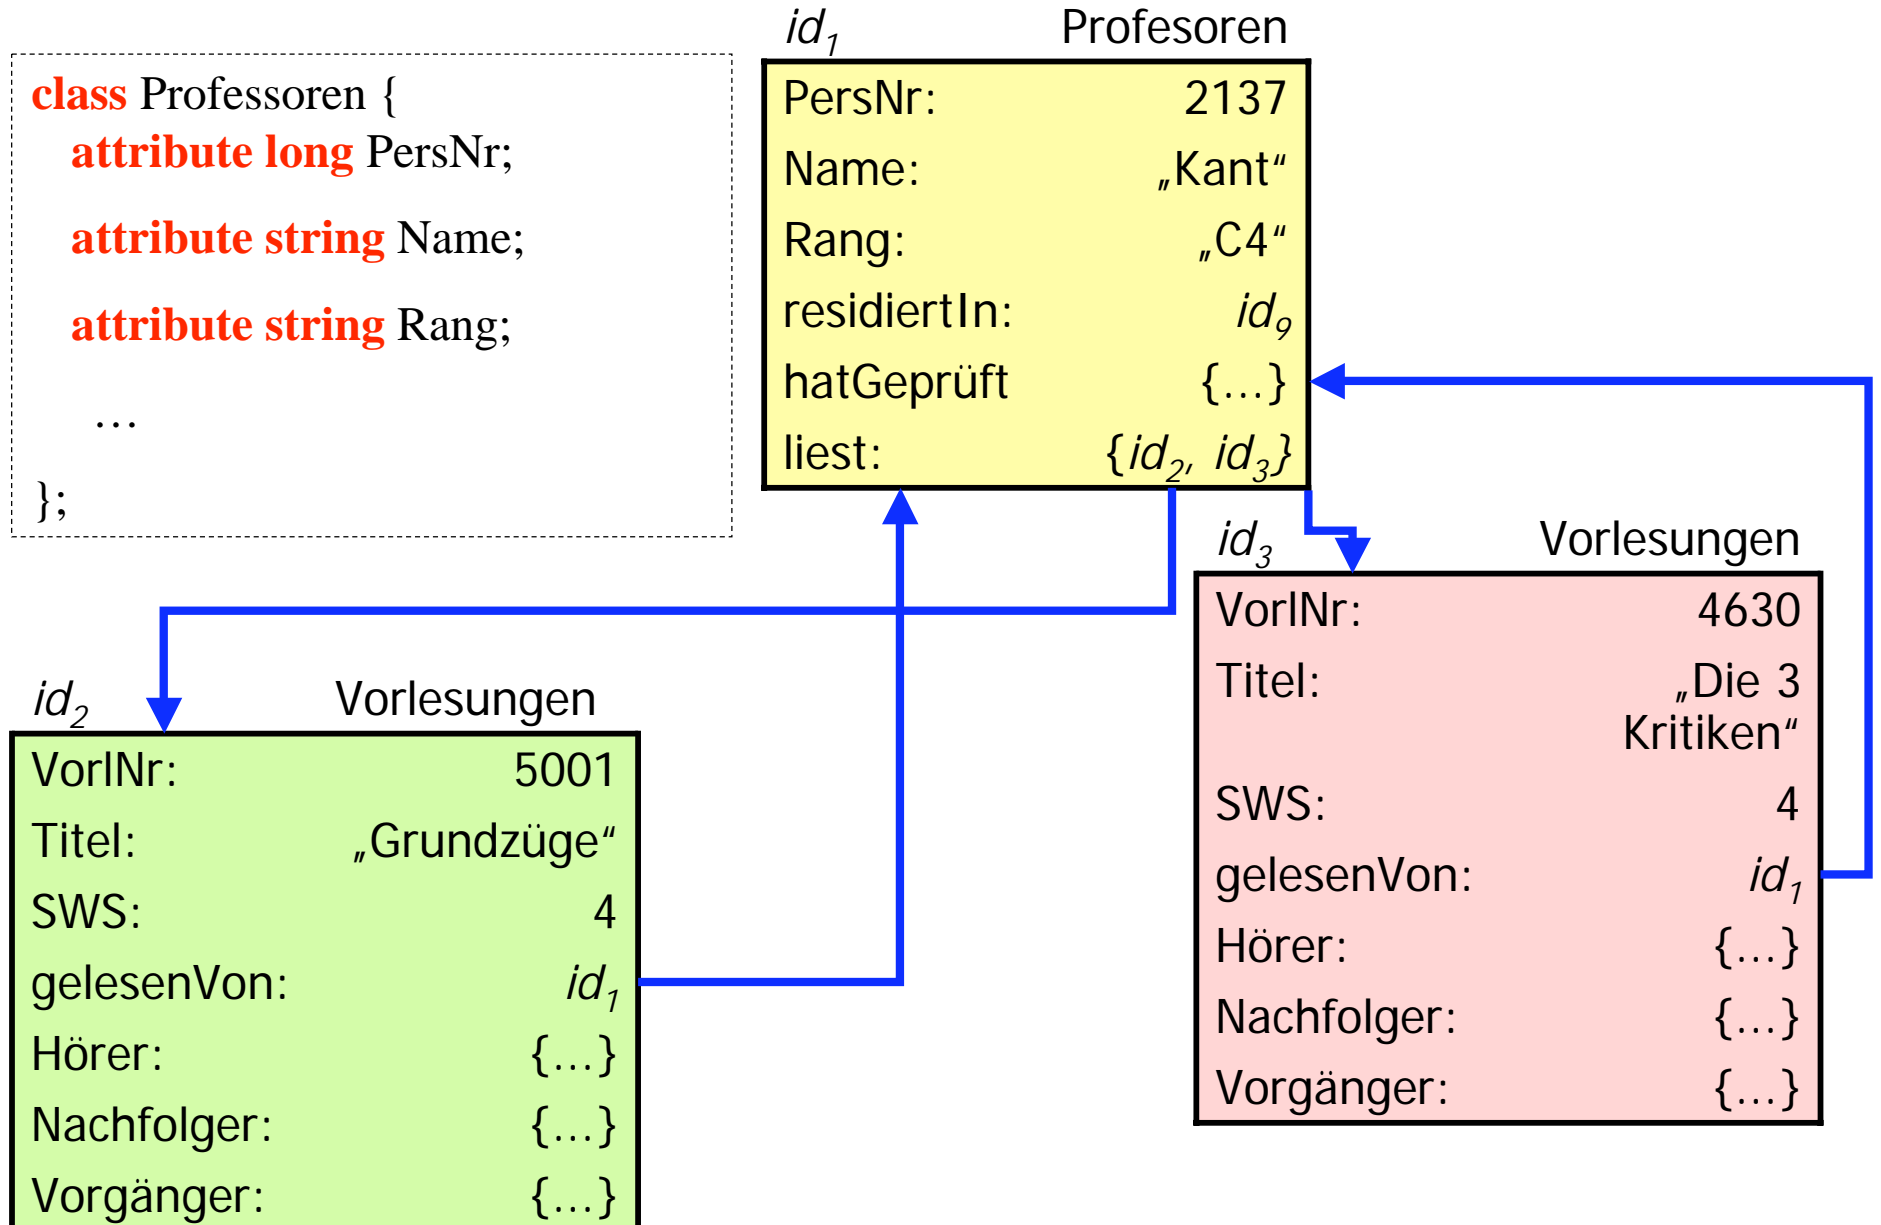 class Professoren {
attribute long PersNr;
attribute string Name;
attribute string Rang;
…
};
id1 Profesoren
PersNr: 2137
Name: „Kant“
Rang: „C4“
residiertIn: id9
hatGeprüft {…}
liest: {id2, id3}
id2 Vorlesungen
VorlNr: 5001
Titel: „Grundzüge“
SWS: 4
gelesenVon: id1
Hörer: {…}
Nachfolger: {…}
Vorgänger: {…}
id3 Vorlesungen
VorlNr: 4630
Titel: „Die 3
Kritiken“
SWS: 4
gelesenVon: id1
Hörer: {…}
Nachfolger: {…}
Vorgänger: {…}